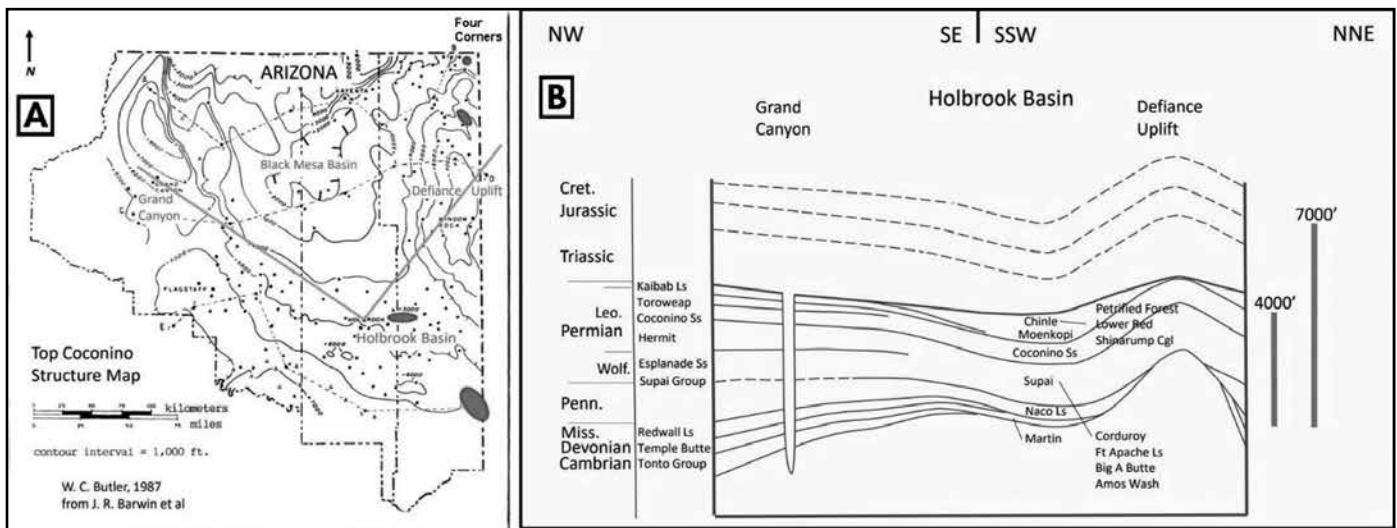 Four
Corners
N
ARIZONA
A
KAYENTA
Black Mesa Basin
Defiance Uplift
Grand
Canyon
WINDOW
ROCK
FLAGSTAFF
HOLBROOK
Holbrook Basin
Top Coconino
Structure Map
kilometers
miles
contour interval = 1,000 ft.
W. C. Butler, 1987
from J. R. Barwin et al
NW
SE
SSW
NNE
B
Grand
Canyon
Holbrook Basin
Defiance
Uplift
Cret.
Jurassic
Triassic
Leo.
Permian
Wolf.
Penn.
Miss.
Devonian
Cambrian
Kaibab Ls
Toroweap
Coconino Ss
Hermit
Esplanade Ss
Supai Group
Redwall Ls
Temple Butte
Tonto Group
Chinle
Moenkopi
Coconino Ss
Petrified Forest
Lower Red
Shinarump Cgl
Supai
Naco Ls
Martin
Corduroy
Ft Apache Ls
Big A Butte
Amos Wash
4000'
7000'